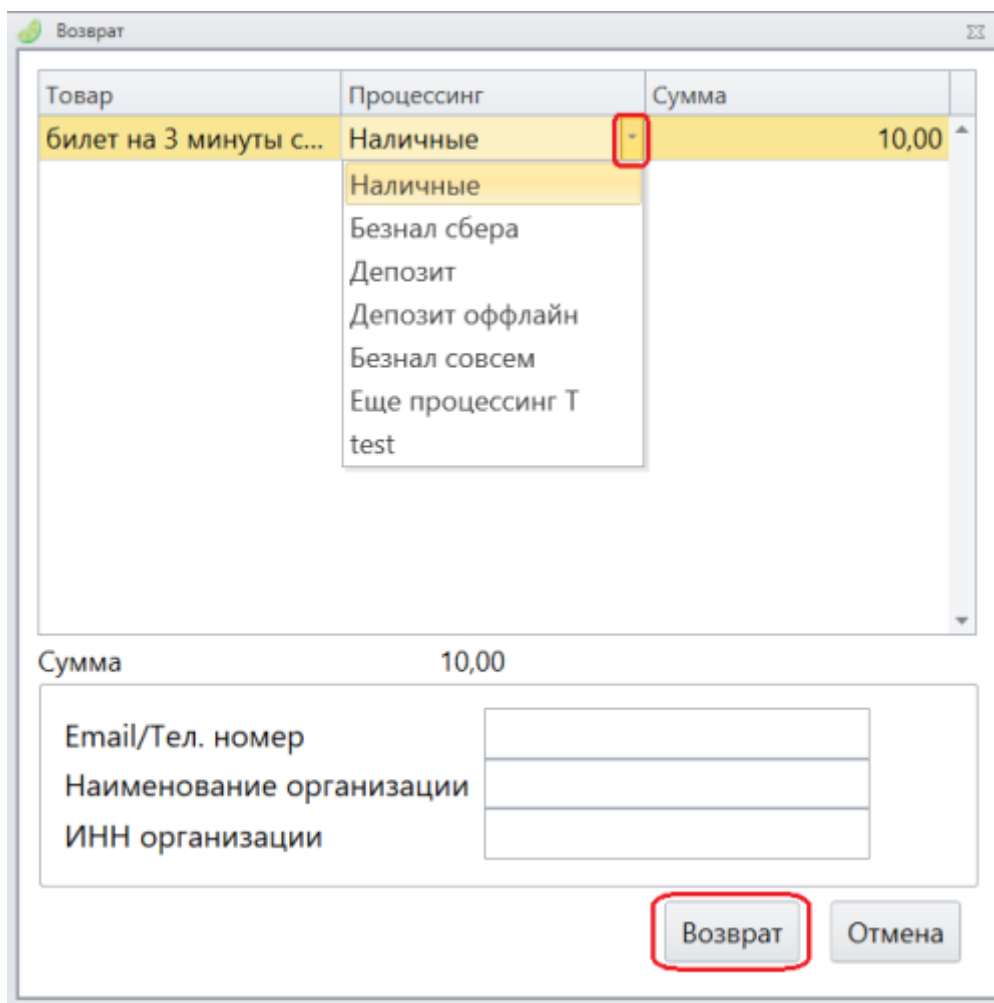 Возврат
Товар Процессинг Сумма
билет на 3 минуты с... Наличные 10,00
Наличные
Безнал сбера
Депозит
Депозит оффлайн
Безнал совсем
Еще процессинг Т
test
Сумма 10,00
Email/Тел. номер
Наименование организации
ИНН организации
Возврат Отмена